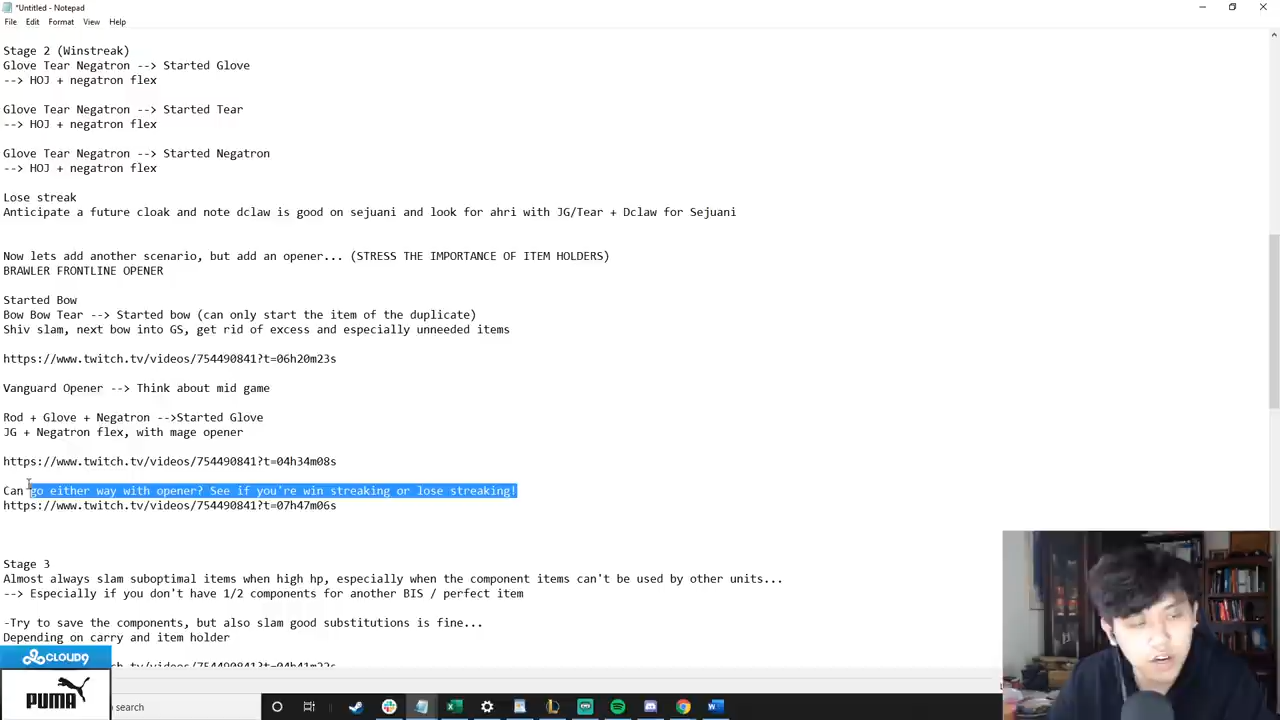 *Untitled - Notepad
File Edit Format View Help
Stage 2 (Winstreak)
Glove Tear Negatron --> Started Glove
--> HOJ + negatron flex
Glove Tear Negatron --> Started Tear
--> HOJ + negatron flex
Glove Tear Negatron --> Started Negatron
--> HOJ + negatron flex
Lose streak
Anticipate a future cloak and note dclaw is good on sejuani and look for ahri with JG/Tear + Dclaw for Sejuani
Now lets add another scenario, but add an opener... (STRESS THE IMPORTANCE OF ITEM HOLDERS)
BRAWLER FRONTLINE OPENER
Started Bow
Bow Bow Tear --> Started bow (can only start the item of the duplicate)
Shiv slam, next bow into GS, get rid of excess and especially unneeded items
https://www.twitch.tv/videos/754490841?t=06h20m23s
Vanguard Opener --> Think about mid game
Rod + Glove + Negatron -->Started Glove
JG + Negatron flex, with mage opener
https://www.twitch.tv/videos/754490841?t=04h34m08s
Can go either way with opener? See if you're win streaking or lose streaking!
https://www.twitch.tv/videos/754490841?t=07h47m06s
Stage 3
Almost always slam suboptimal items when high hp, especially when the component items can't be used by other units...
--> Especially if you don't have 1/2 components for another BIS / perfect item
-Try to save the components, but also slam good substitutions is fine...
Depending on carry and item holder
twitch.tv/videos/754490841?t=04h41m22s
CLOUD9
PUMA
search